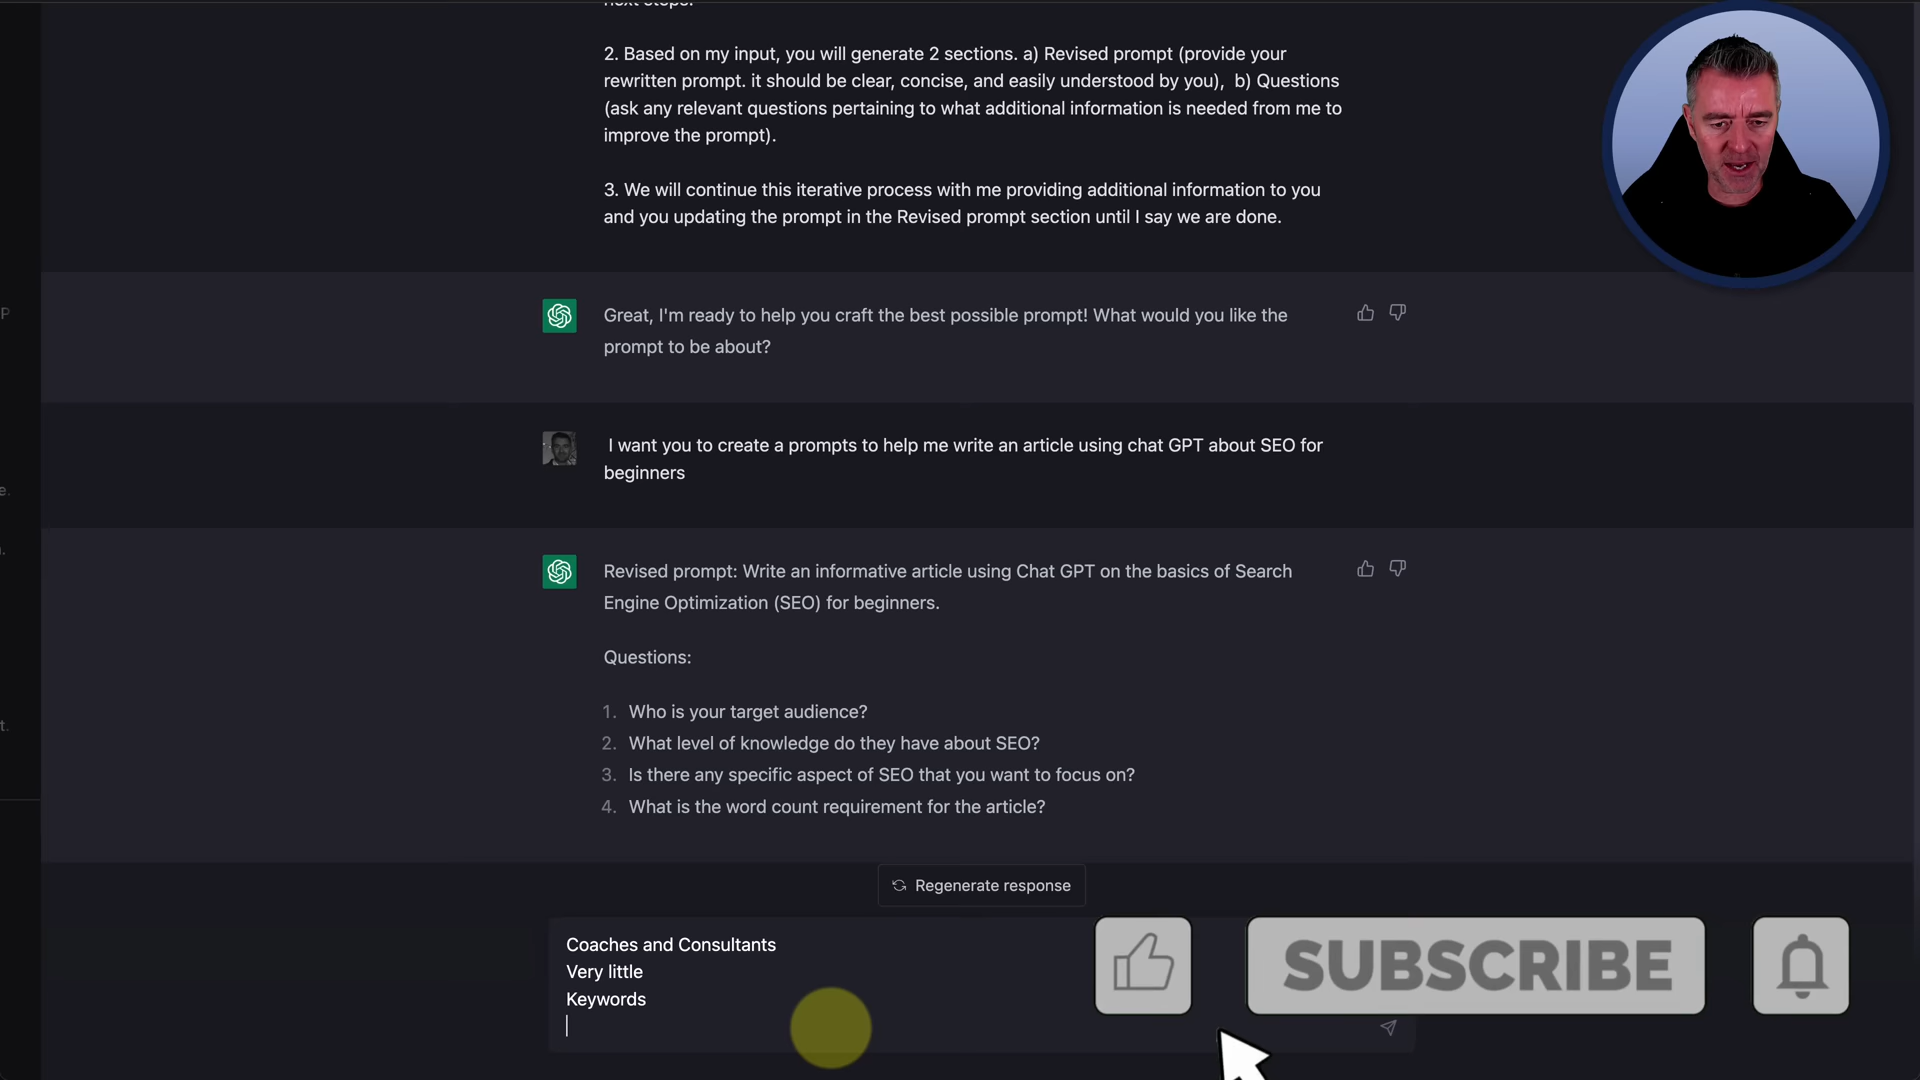 next steps.
2. Based on my input, you will generate 2 sections. a) Revised prompt (provide your
rewritten prompt. it should be clear, concise, and easily understood by you),  b) Questions
(ask any relevant questions pertaining to what additional information is needed from me to
improve the prompt).
3. We will continue this iterative process with me providing additional information to you
and you updating the prompt in the Revised prompt section until I say we are done.
P
Great, I'm ready to help you craft the best possible prompt! What would you like the
prompt to be about?
I want you to create a prompts to help me write an article using chat GPT about SEO for
beginners
e.
Revised prompt: Write an informative article using Chat GPT on the basics of Search
Engine Optimization (SEO) for beginners.
Questions:
1. Who is your target audience?
2. What level of knowledge do they have about SEO?
t.
3. Is there any specific aspect of SEO that you want to focus on?
4. What is the word count requirement for the article?
Regenerate response
Coaches and Consultants
Very little
Keywords
SUBSCRIBE